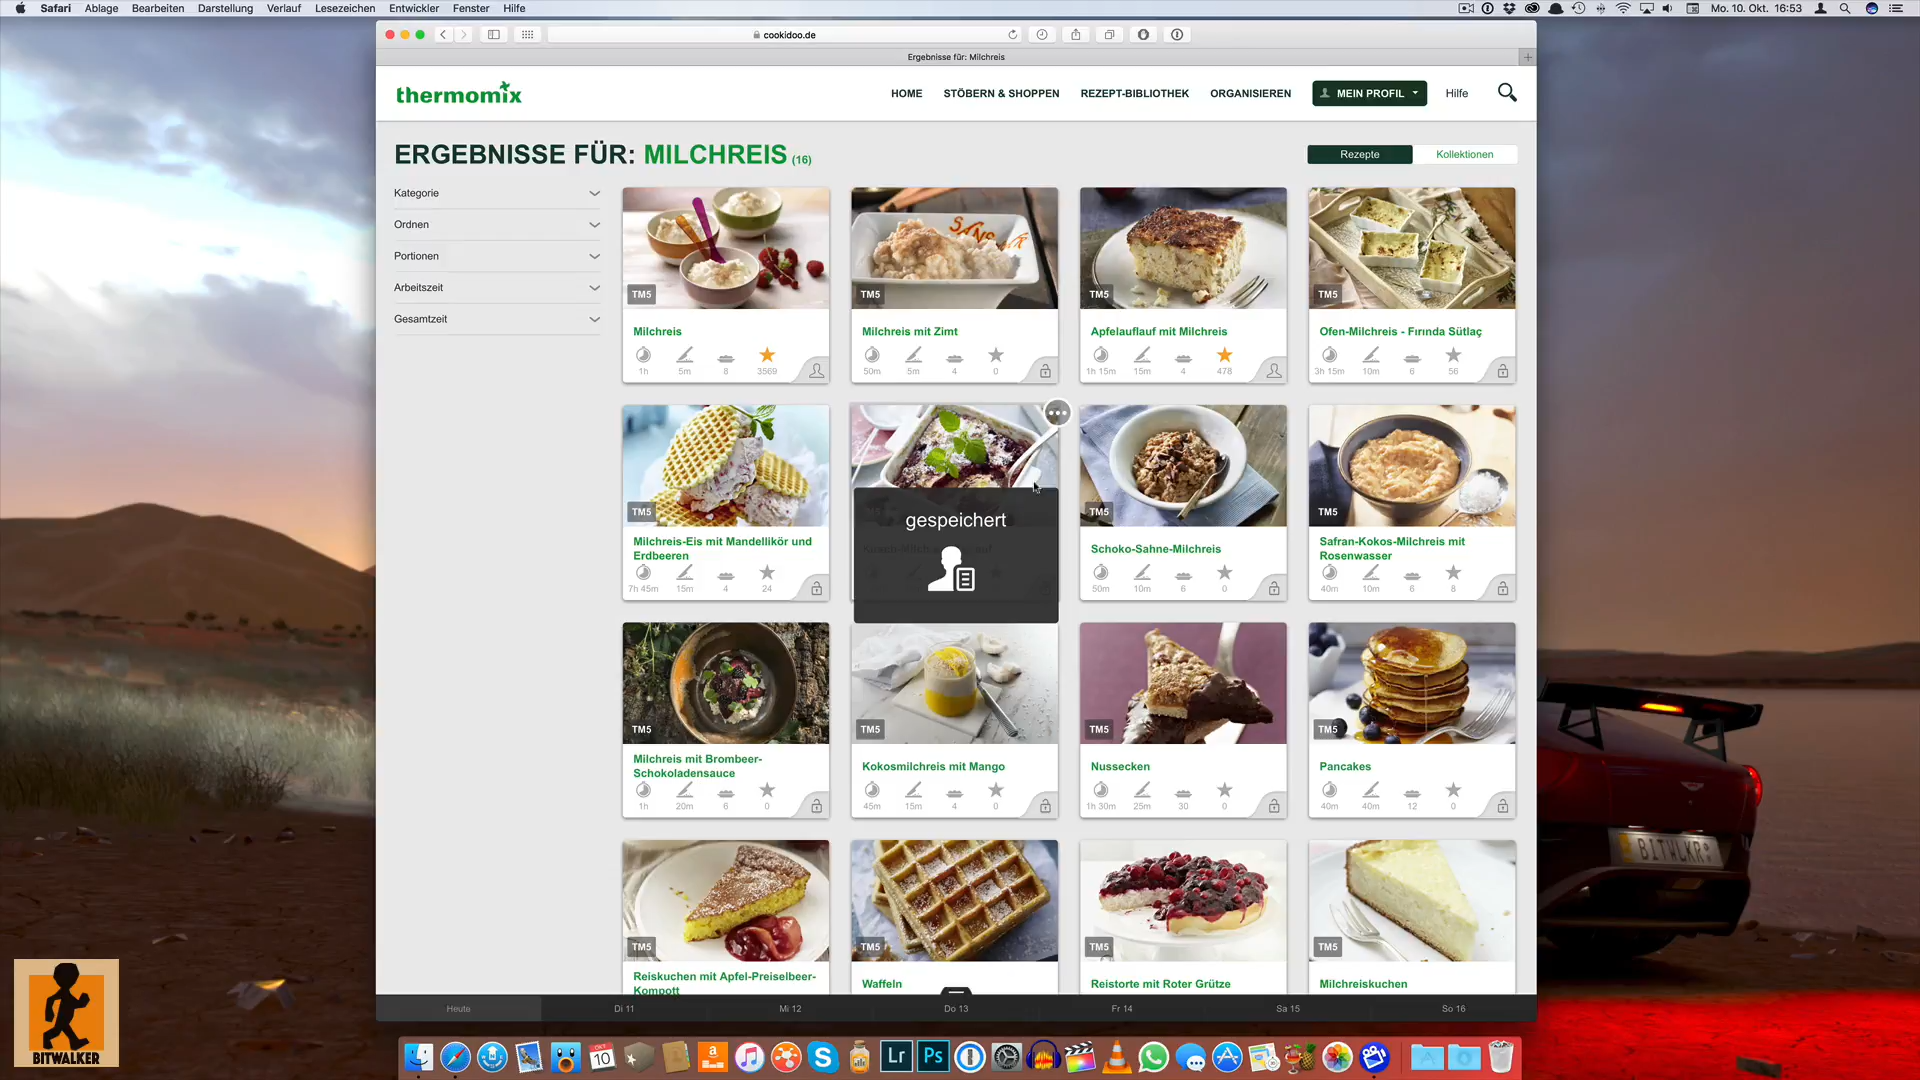 Safari Ablage Bearbeiten Darstellung Verlauf Lesezeichen Entwickler Fenster Hilfe
Mo. 10. Okt. 16:53
cookidoo.de
Ergebnisse für: Milchreis
thermomix
HOME STÖBERN & SHOPPEN REZEPT-BIBLIOTHEK ORGANISIEREN MEIN PROFIL Hilfe
ERGEBNISSE FÜR: MILCHREIS (16)
Rezepte Kollektionen
Kategorie
Ordnen
Portionen
Arbeitszeit
Gesamtzeit
TM5 TM5 TM5 TM5
Milchreis Milchreis mit Zimt Apfelauflauf mit Milchreis Ofen-Milchreis - Fırında Sütlaç
1h 5m 8 3569 50m 5m 4 0 1h 15m 15m 4 478 3h 15m 10m 6 56
TM5 TM5 TM5
gespeichert
Milchreis-Eis mit Mandellikör und
Erdbeeren
Schoko-Sahne-Milchreis
Safran-Kokos-Milchreis mit
Rosenwasser
7h 45m 15m 4 24 50m 10m 6 0 40m 10m 6 8
TM5 TM5 TM5 TM5
Milchreis mit Brombeer-
Schokoladensauce
Kokosmilchreis mit Mango Nussecken Pancakes
1h 20m 6 0 45m 15m 4 0 1h 30m 25m 30 0 40m 40m 12 0
TM5 TM5 TM5 TM5
Reiskuchen mit Apfel-Preiselbeer-
Kompott
Waffeln Reistorte mit Roter Grütze Milchreiskuchen
Heute Di 11 Mi 12 Do 13 Fr 14 Sa 15 So 16
BITWALKER
BITWLKR
OKT
10
Lr Ps